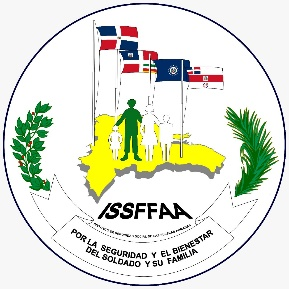 ISSFFAA
POR LA SEGURIDAD Y EL BIENESTAR
DEL SOLDADO Y SU FAMILIA